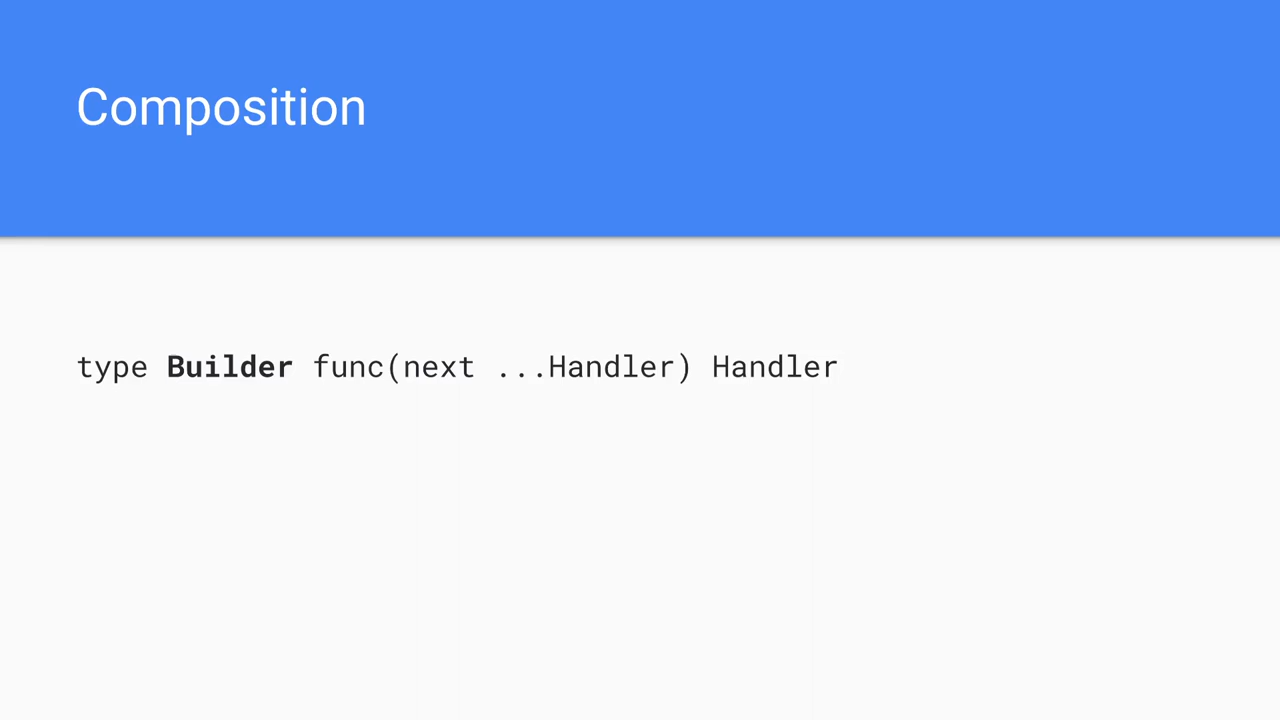 Composition
type Builder func(next ...Handler) Handler